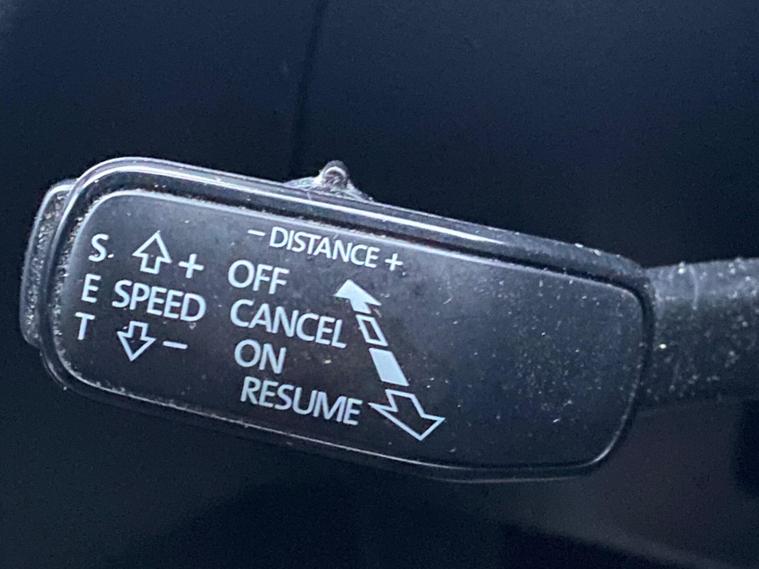 - DISTANCE +
S
E
T
+
SPEED
-
OFF
CANCEL
ON
RESUME